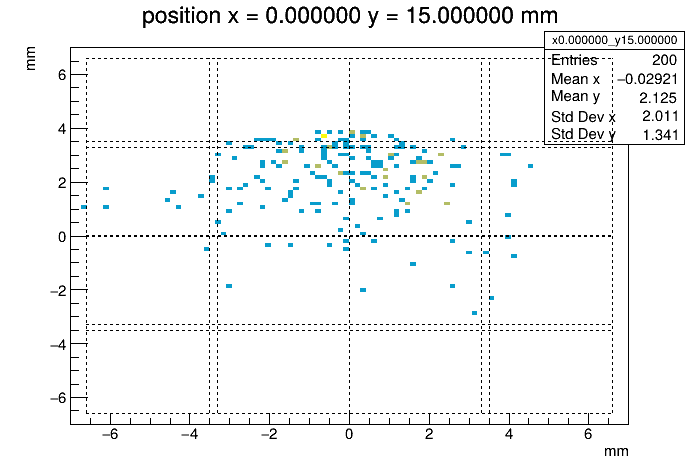 position x = 0.000000 y = 15.000000 mm
x0.000000_y15.000000
Entries 200
Mean x −0.02921
Mean y 2.125
Std Dev x 2.011
Std Dev y 1.341
mm
6
4
2
0
−2
−4
−6
−6 −4 −2 0 2 4 6
mm